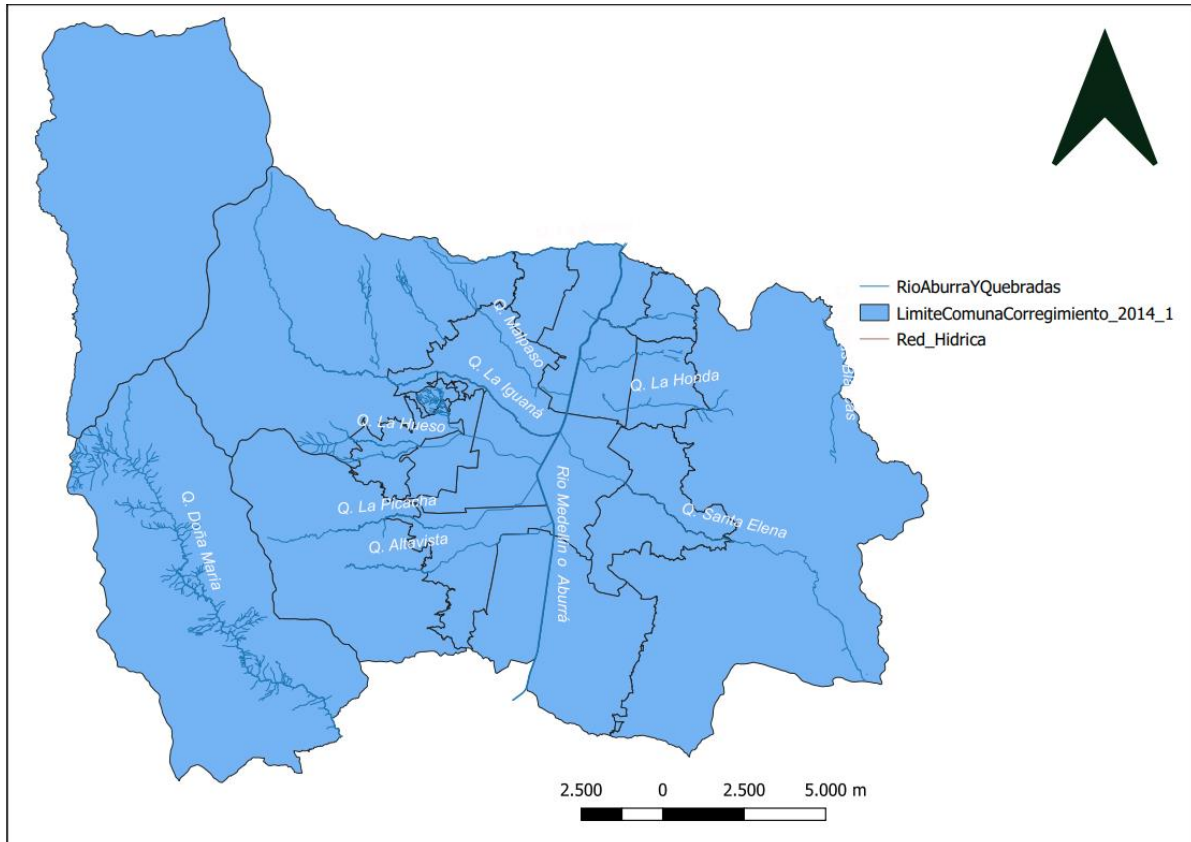 Q. Malpaso
Q. La Iguaná
Q. La Honda
Q. La Hueso
Q. Doña María
Q. La Picacha
Q. Altavista
Río Medellín o Aburrá
Q. Santa Elena
RioAburraYQuebradas
LimiteComunaCorregimiento_2014_1
Red_Hidrica
2.500 0 2.500 5.000 m